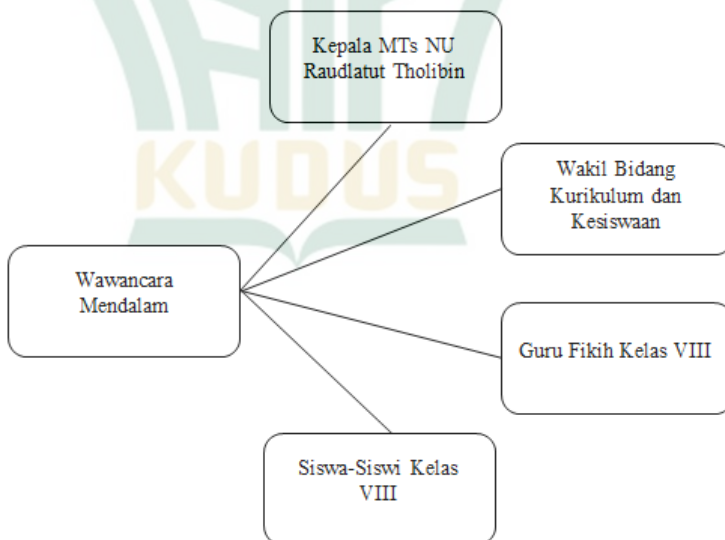 Kepala MTs NU
Raudlatut Tholibin
KUDUS
Wakil Bidang
Kurikulum dan
Kesiswaan
Wawancara
Mendalam
Guru Fikih Kelas VIII
Siswa-Siswi Kelas
VIII